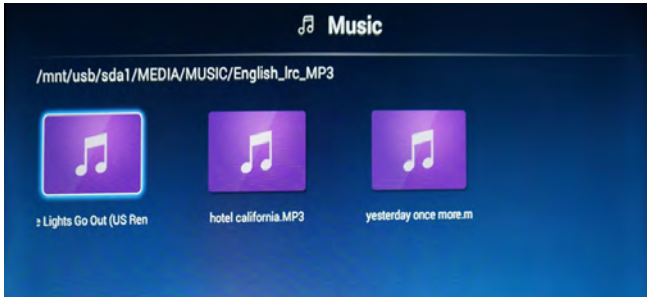 Music
/mnt/usb/sda1/MEDIA/MUSIC/English_lrc_MP3
e Lights Go Out (US Ren
hotel california.MP3
yesterday once more.m